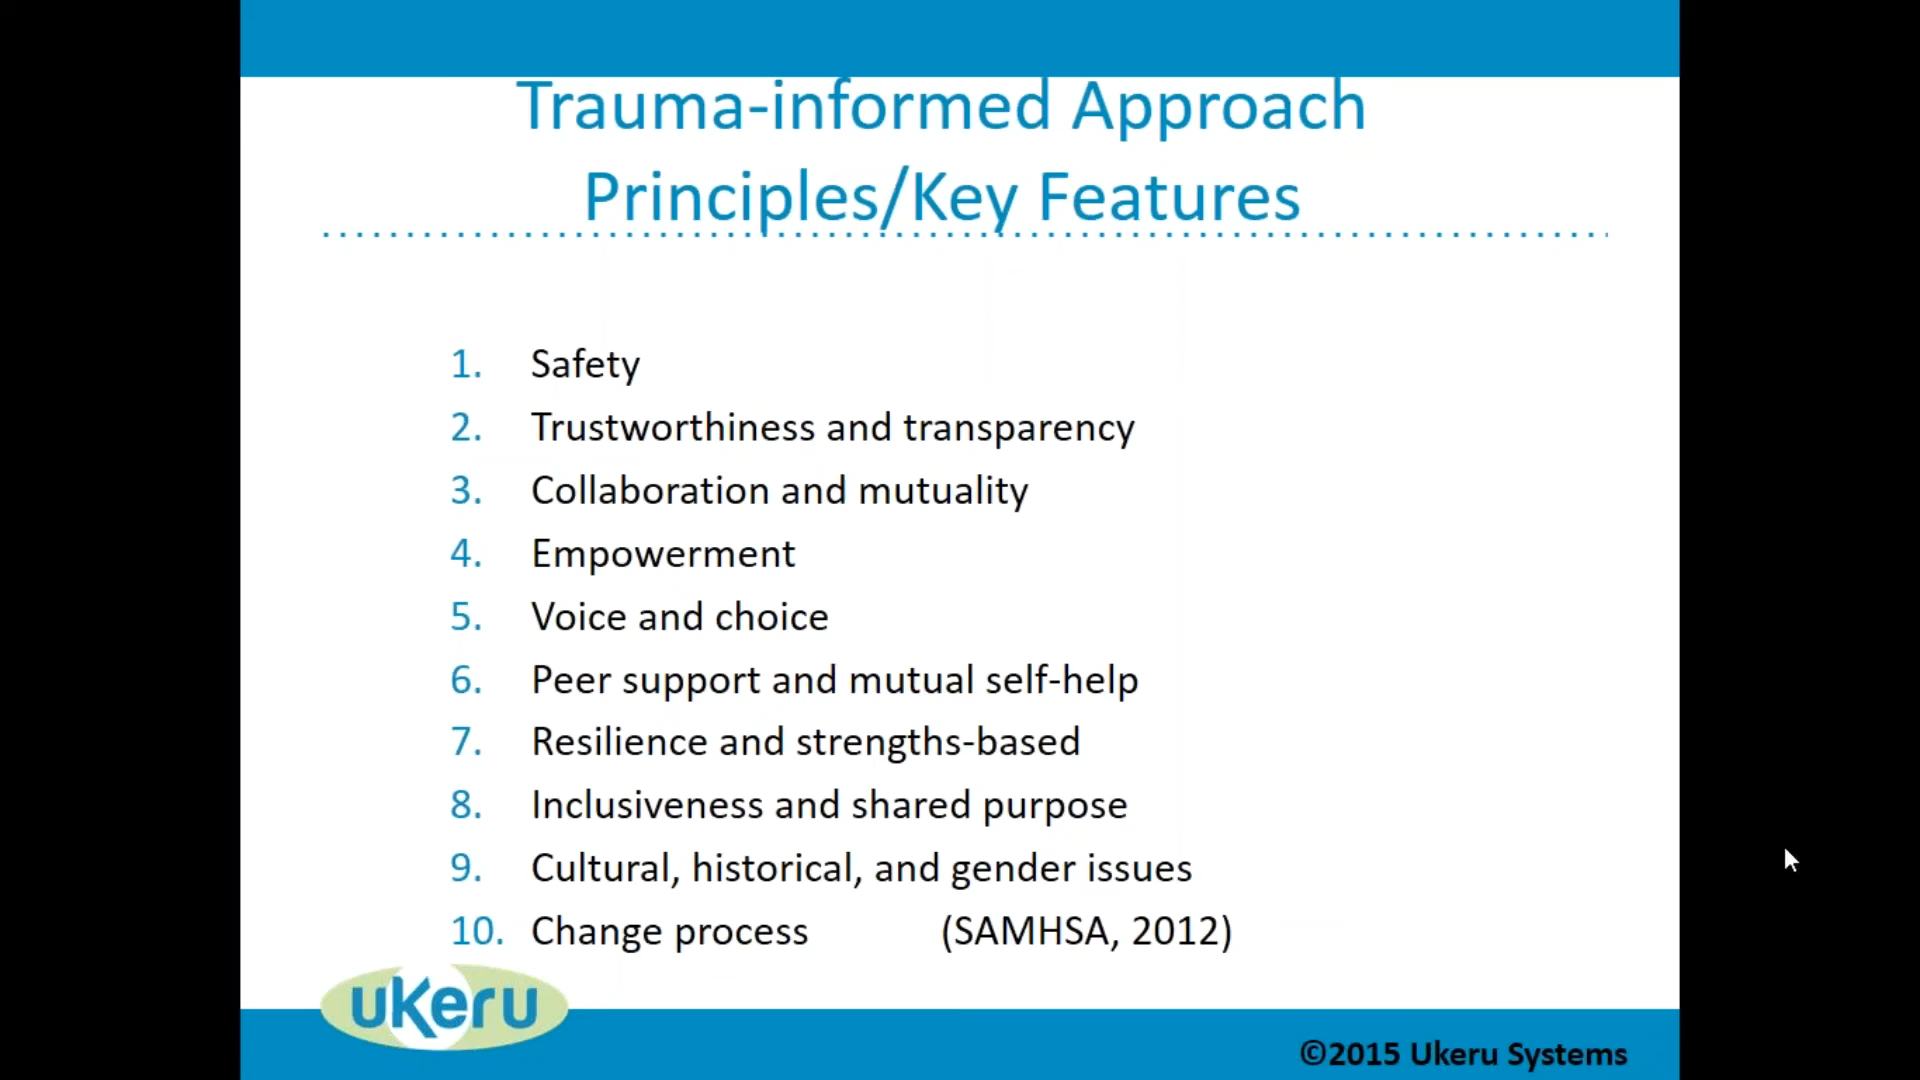 Trauma-informed Approach
Principles/Key Features
1. Safety
2. Trustworthiness and transparency
3. Collaboration and mutuality
4. Empowerment
5. Voice and choice
6. Peer support and mutual self-help
7. Resilience and strengths-based
8. Inclusiveness and shared purpose
9. Cultural, historical, and gender issues
10. Change process (SAMHSA, 2012)
uKeru
©2015 Ukeru Systems